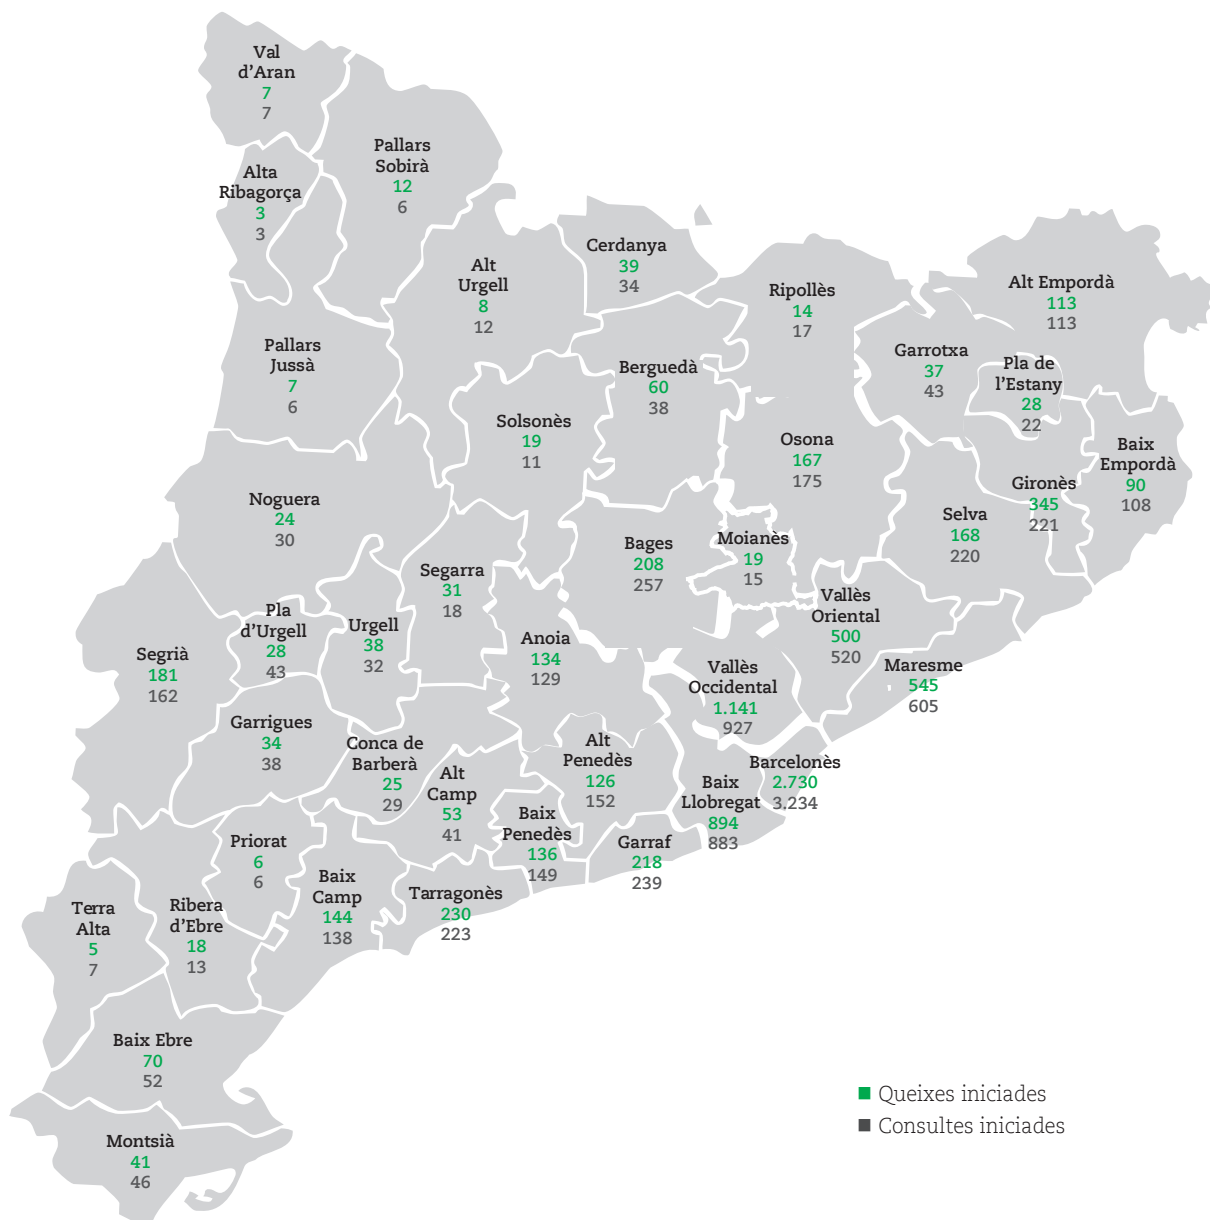 Val
d'Aran
7
7
Pallars
Sobirà
12
6
Alta
Ribagorça
3
3
Cerdanya
39
34
Alt
Urgell
8
12
Ripollès
14
17
Alt Empordà
113
113
Pallars
Jussà
7
6
Berguedà
60
38
Garrotxa
37
43
Pla de
l'Estany
28
22
Solsonès
19
11
Osona
167
175
Baix
Empordà
90
108
Noguera
24
30
Gironès
345
221
Selva
168
220
Bages
208
257
Moianès
19
15
Segarra
31
18
Vallès
Oriental
500
520
Pla
d'Urgell
28
43
Urgell
38
32
Anoia
134
129
Segrià
181
162
Vallès
Occidental
1.141
927
Maresme
545
605
Garrigues
34
38
Conca de
Barberà
25
29
Alt
Penedès
126
152
Barcelonès
2.730
3.234
Alt
Camp
53
41
Baix
Llobregat
894
883
Baix
Penedès
136
149
Garraf
218
239
Priorat
6
6
Baix
Camp
144
138
Tarragonès
230
223
Terra
Alta
5
7
Ribera
d'Ebre
18
13
Baix Ebre
70
52
Queixes iniciades
Consultes iniciades
Montsià
41
46